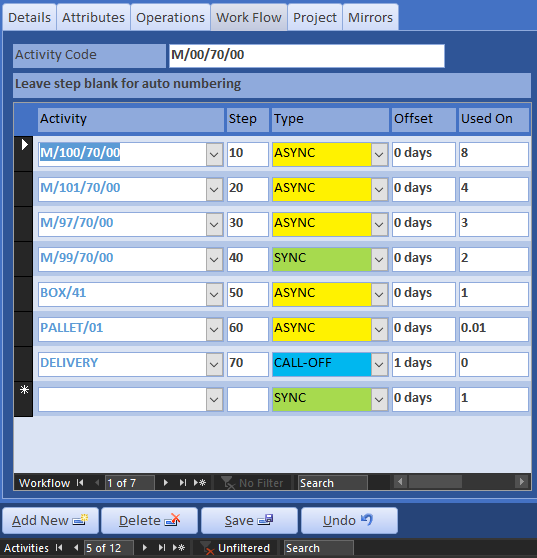 Details Attributes Operations Work Flow Project Mirrors
Activity Code M/00/70/00
Leave step blank for auto numbering
Activity Step Type Offset Used On
M/100/70/00 10 ASYNC 0 days 8
M/101/70/00 20 ASYNC 0 days 4
M/97/70/00 30 ASYNC 0 days 3
M/99/70/00 40 SYNC 0 days 2
BOX/41 50 ASYNC 0 days 1
PALLET/01 60 ASYNC 0 days 0.01
DELIVERY 70 CALL-OFF 1 days 0
SYNC 0 days 1
Workflow 1 of 7 No Filter Search
Add New Delete Save Undo
Activities 5 of 12 Unfiltered Search